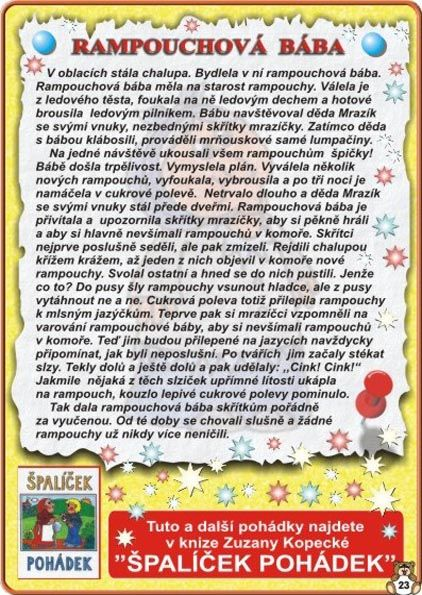 RAMPOUCHOVÁ BÁBA
V oblacích stála chalupa. Bydlela v ní rampouchová bába.
Rampouchová bába měla na starost rampouchy. Válela je
z ledového těsta, foukala na ně ledovým dechem a hotové
brousila ledovým pilníkem. Bábu navštěvoval děda Mrazík
se svými vnuky, nezbednými skřítky mrazíčky. Zatímco děda
s bábou klábosili, prováděli mrňouskové samé lumpačiny.
Na jedné návštěvě ukousali všem rampouchům špičky!
Bábě došla trpělivost. Vymyslela plán. Vyválela několik
nových rampouchů, vyfoukala, vybrousila a po tři noci je
namáčela v cukrové polevě. Netrvalo dlouho a děda Mrazík
se svými vnuky stál přede dveřmi. Rampouchová bába je
přivítala a upozornila skřítky mrazíčky, aby si pěkně hráli
a aby si hlavně nevšímali rampouchů v komoře. Skřítci
nejprve poslušně seděli, ale pak zmizeli. Rejdili chalupou
křížem krážem, až jeden z nich objevil v komoře nové
rampouchy. Svolal ostatní a hned se do nich pustili. Jenže
co to? Do pusy šly rampouchy vsunout hladce, ale z pusy
vytáhnout ne a ne. Cukrová poleva totiž přilepila rampouchy
k mlsným jazýčkům. Teprve pak si mrazíci vzpomněli na
varování rampouchové báby, aby si nevšímali rampouchů
v komoře. Teď jim budou přilepené na jazycích navždycky
připomínat, jak byli neposlušní. Po tvářích jim začaly stékat
slzy. Tekly dolů a ještě dolů a pak udělaly: ,,Cink! Cink!“
Jakmile nějaká z těch slziček upřímné lítosti ukápla
na rampouch, kouzlo lepivé cukrové polevy pominulo.
Tak dala rampouchová bába skřítkům pořádně
za vyučenou. Od té doby se chovali slušně a žádné
rampouchy už nikdy více neničili.
ŠPALÍČEK
POHÁDEK
Tuto a další pohádky najdete
v knize Zuzany Kopecké
”ŠPALÍČEK POHÁDEK”
23